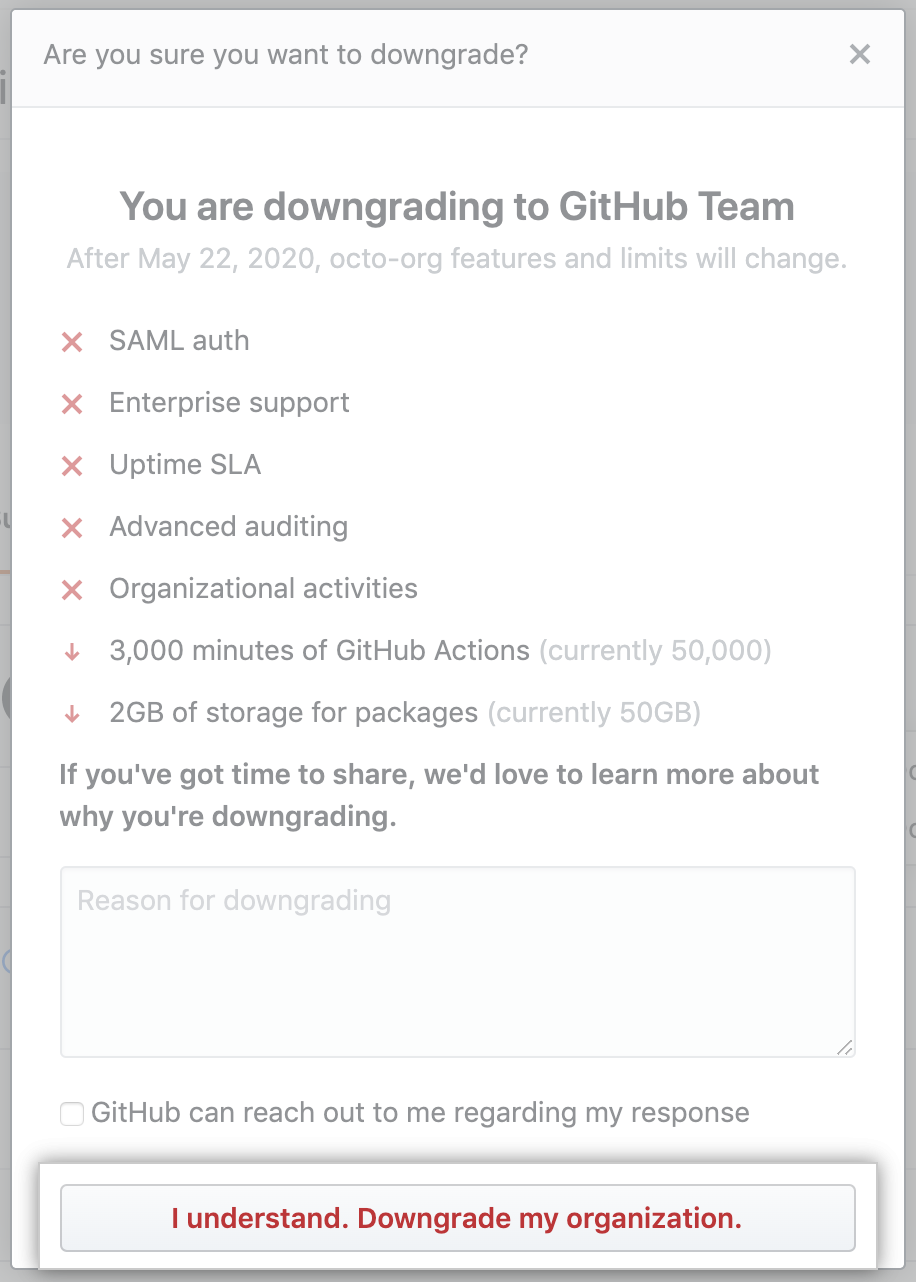 Are you sure you want to downgrade?
You are downgrading to GitHub Team
After May 22, 2020, octo-org features and limits will change.
SAML auth
Enterprise support
Uptime SLA
Advanced auditing
Organizational activities
3,000 minutes of GitHub Actions (currently 50,000)
2GB of storage for packages (currently 50GB)
If you've got time to share, we'd love to learn more about
why you're downgrading.
Reason for downgrading
GitHub can reach out to me regarding my response
I understand. Downgrade my organization.